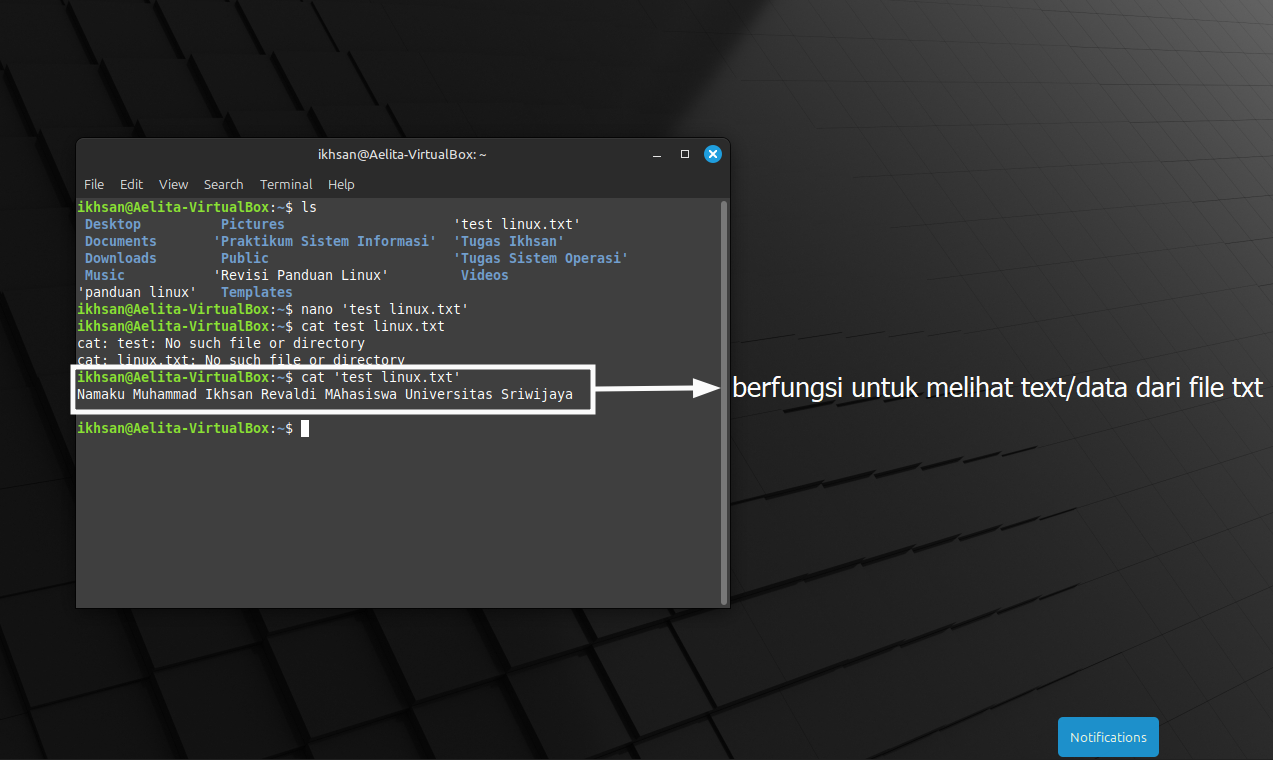 ikhsan@Aelita-VirtualBox: ~
File Edit View Search Terminal Help
ikhsan@Aelita-VirtualBox:~$ ls
Desktop Pictures 'test linux.txt'
Documents 'Praktikum Sistem Informasi' 'Tugas Ikhsan'
Downloads Public 'Tugas Sistem Operasi'
Music 'Revisi Panduan Linux' Videos
'panduan linux' Templates
ikhsan@Aelita-VirtualBox:~$ nano 'test linux.txt'
ikhsan@Aelita-VirtualBox:~$ cat test linux.txt
cat: test: No such file or directory
cat: linux.txt: No such file or directory
ikhsan@Aelita-VirtualBox:~$ cat 'test linux.txt'
Namaku Muhammad Ikhsan Revaldi MAhasiswa Universitas Sriwijaya
berfungsi untuk melihat text/data dari file txt
ikhsan@Aelita-VirtualBox:~$
Notifications